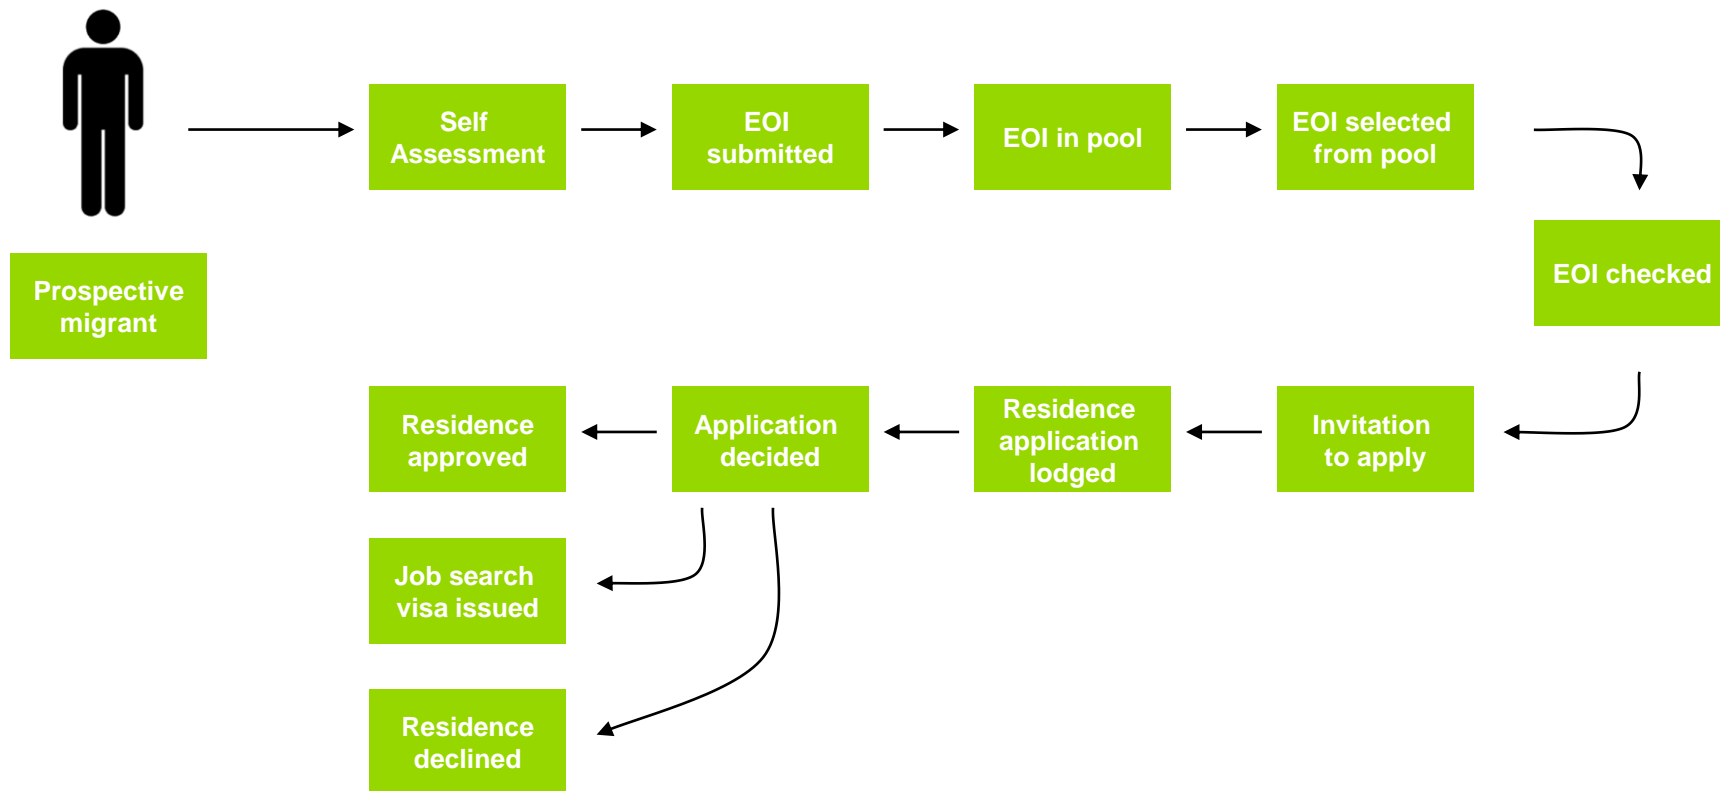 Self
Assessment
EOI
submitted
EOI in pool
EOI selected
from pool
EOI checked
Prospective
migrant
Residence
approved
Application
decided
Residence
application
lodged
Invitation
to apply
Job search
visa issued
Residence
declined